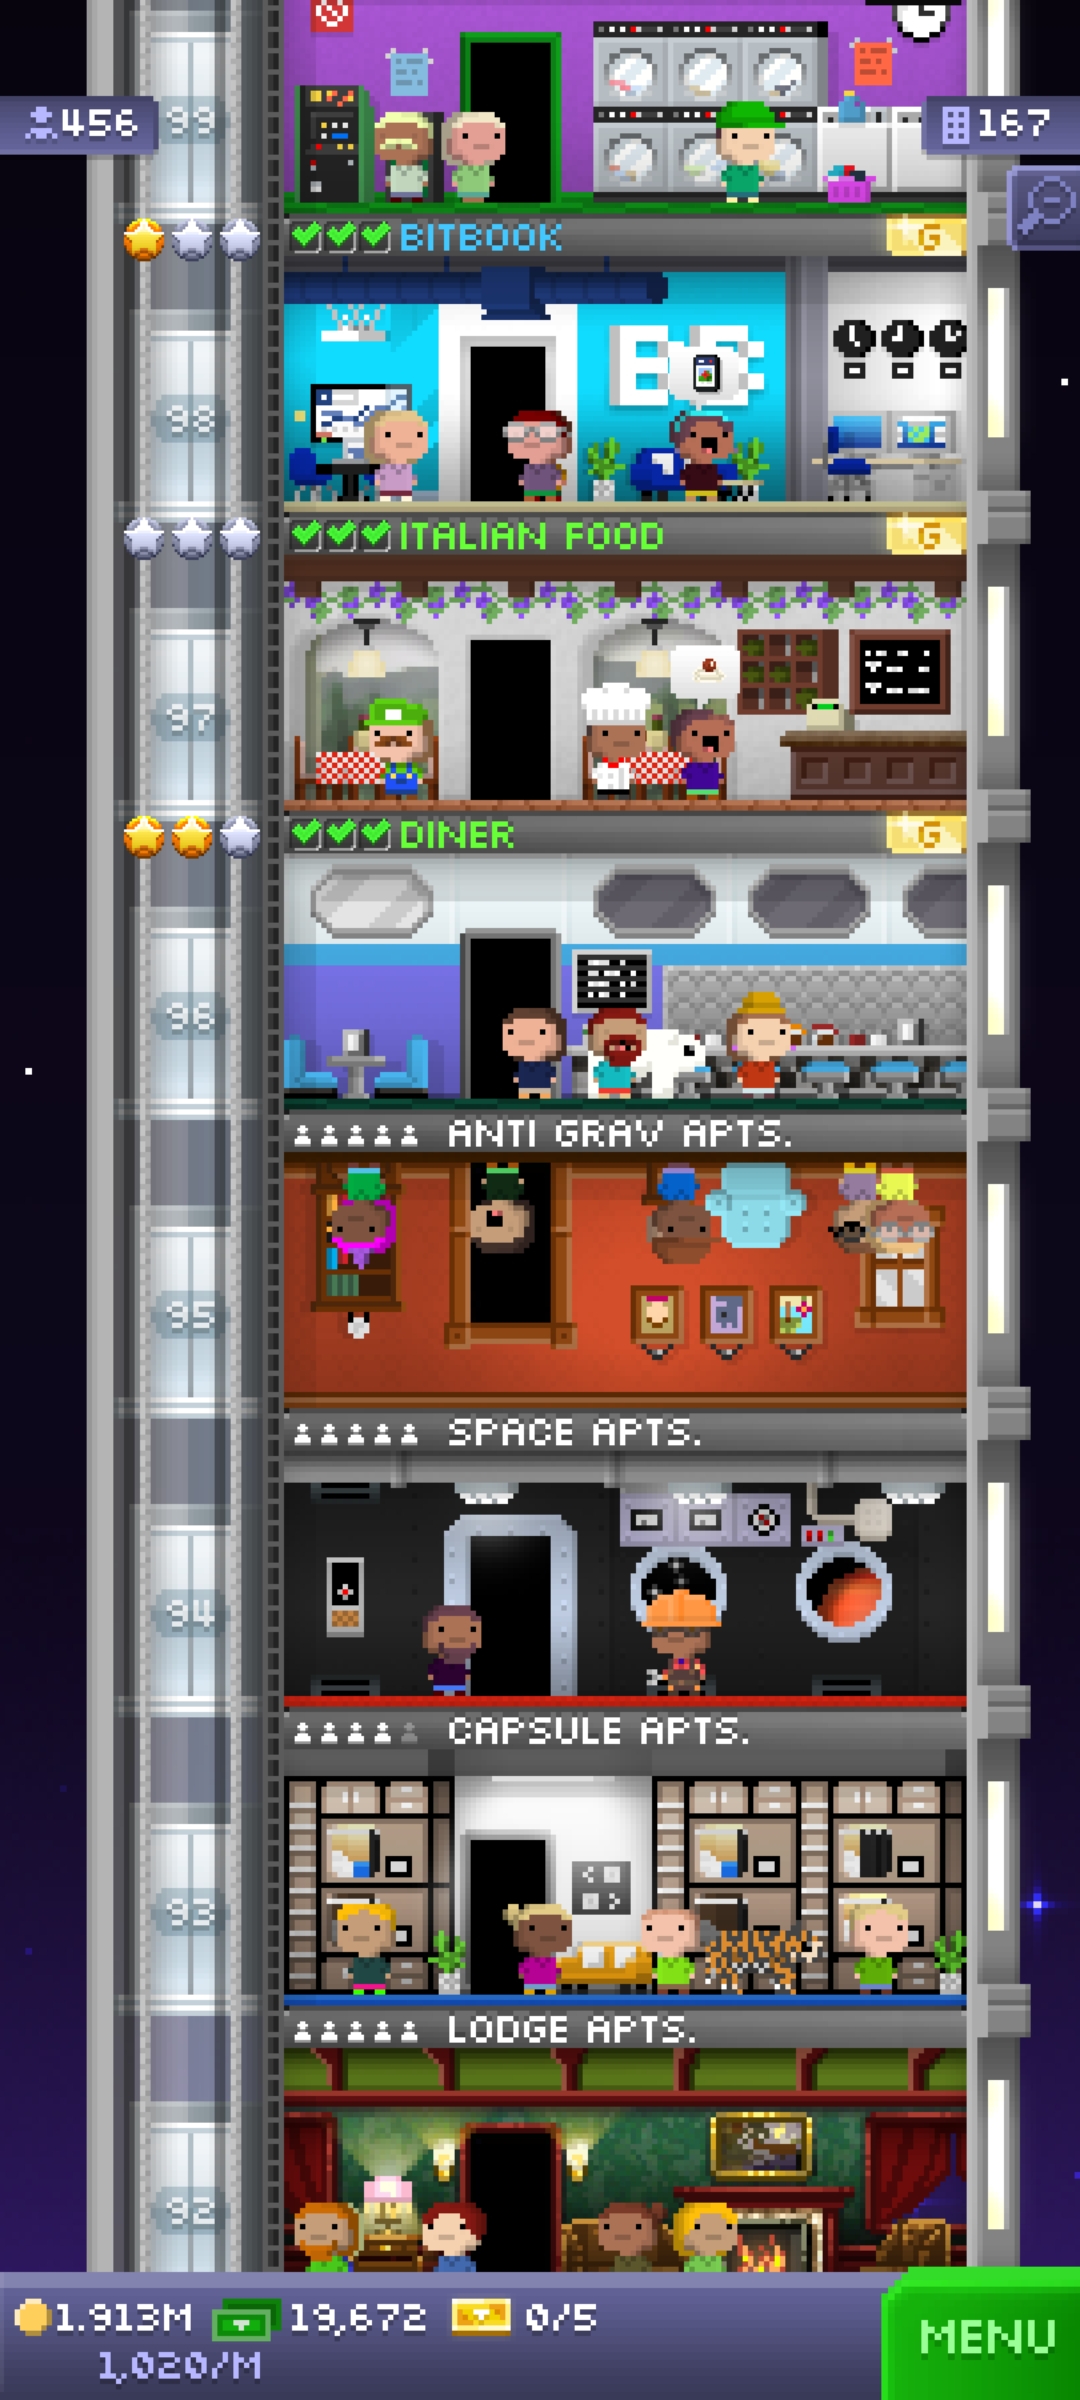 456
99
167
BITBOOK
G
98
BS
ITALIAN FOOD
G
97
DINER
G
96
ANTI GRAV APTS.
95
SPACE APTS.
94
CAPSULE APTS.
93
LODGE APTS.
92
1.913M
19,672
0/5
MENU
1,020/M